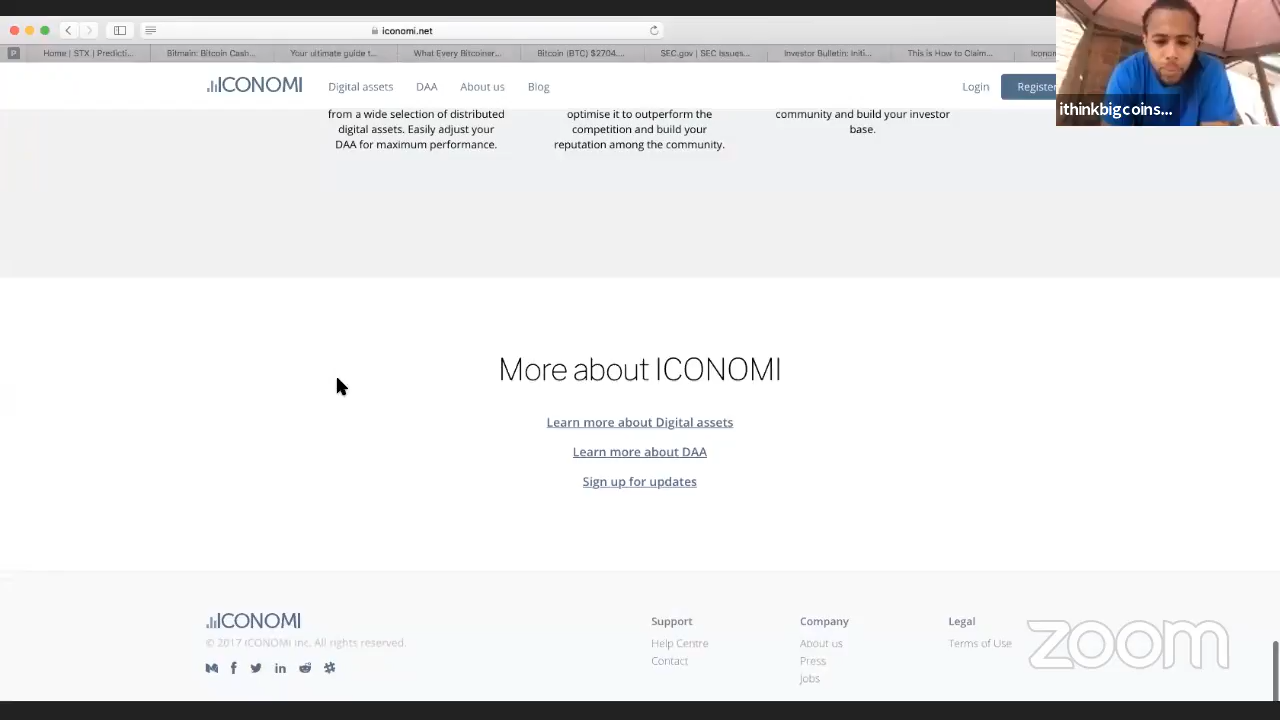 iconomi.net
P
Home | STX | Predicti...
Bitmain: Bitcoin Cash...
Your ultimate guide t...
What Every Bitcoiner...
Bitcoin (BTC) $2704....
SEC.gov | SEC Issues...
Investor Bulletin: Initi...
This is How to Claim...
Iconom
ICONOMI
Digital assets
DAA
About us
Blog
Login
Register
ithinkbigcoins...
from a wide selection of distributed
digital assets. Easily adjust your
DAA for maximum performance.
optimise it to outperform the
competition and build your
reputation among the community.
community and build your investor
base.
More about ICONOMI
Learn more about Digital assets
Learn more about DAA
Sign up for updates
ICONOMI
© 2017 ICONOMI Inc. All rights reserved.
Support
Help Centre
Contact
Company
About us
Press
Jobs
Legal
Terms of Use
zoom